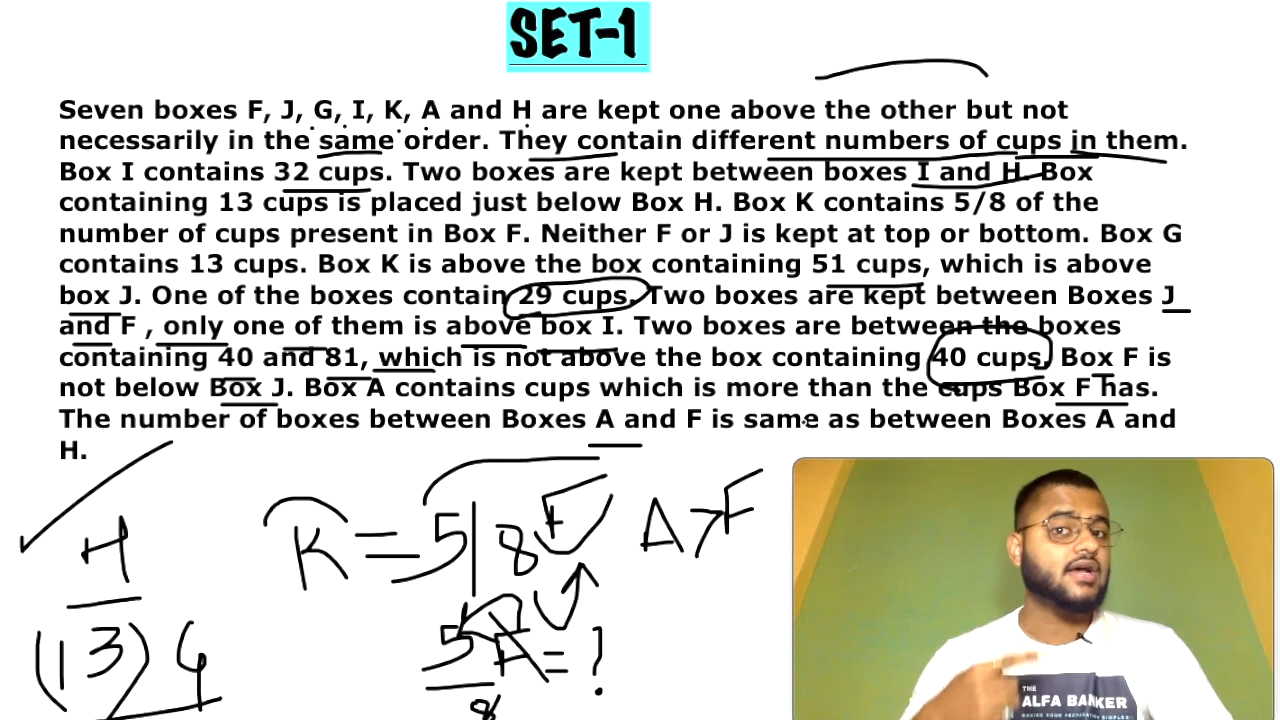 SET-1
Seven boxes F, J, G, I, K, A and H are kept one above the other but not
necessarily in the same order. They contain different numbers of cups in them.
Box I contains 32 cups. Two boxes are kept between boxes I and H. Box
containing 13 cups is placed just below Box H. Box K contains 5/8 of the
number of cups present in Box F. Neither F or J is kept at top or bottom. Box G
contains 13 cups. Box K is above the box containing 51 cups, which is above
box J. One of the boxes contain 29 cups. Two boxes are kept between Boxes J
and F , only one of them is above box I. Two boxes are between the boxes
containing 40 and 81, which is not above the box containing 40 cups. Box F is
not below Box J. Box A contains cups which is more than the cups Box F has.
The number of boxes between Boxes A and F is same as between Boxes A and
H.
H
(13) G
K = 5|8 F
A > F
5 F = ?
8
THE
ALFA BANKER